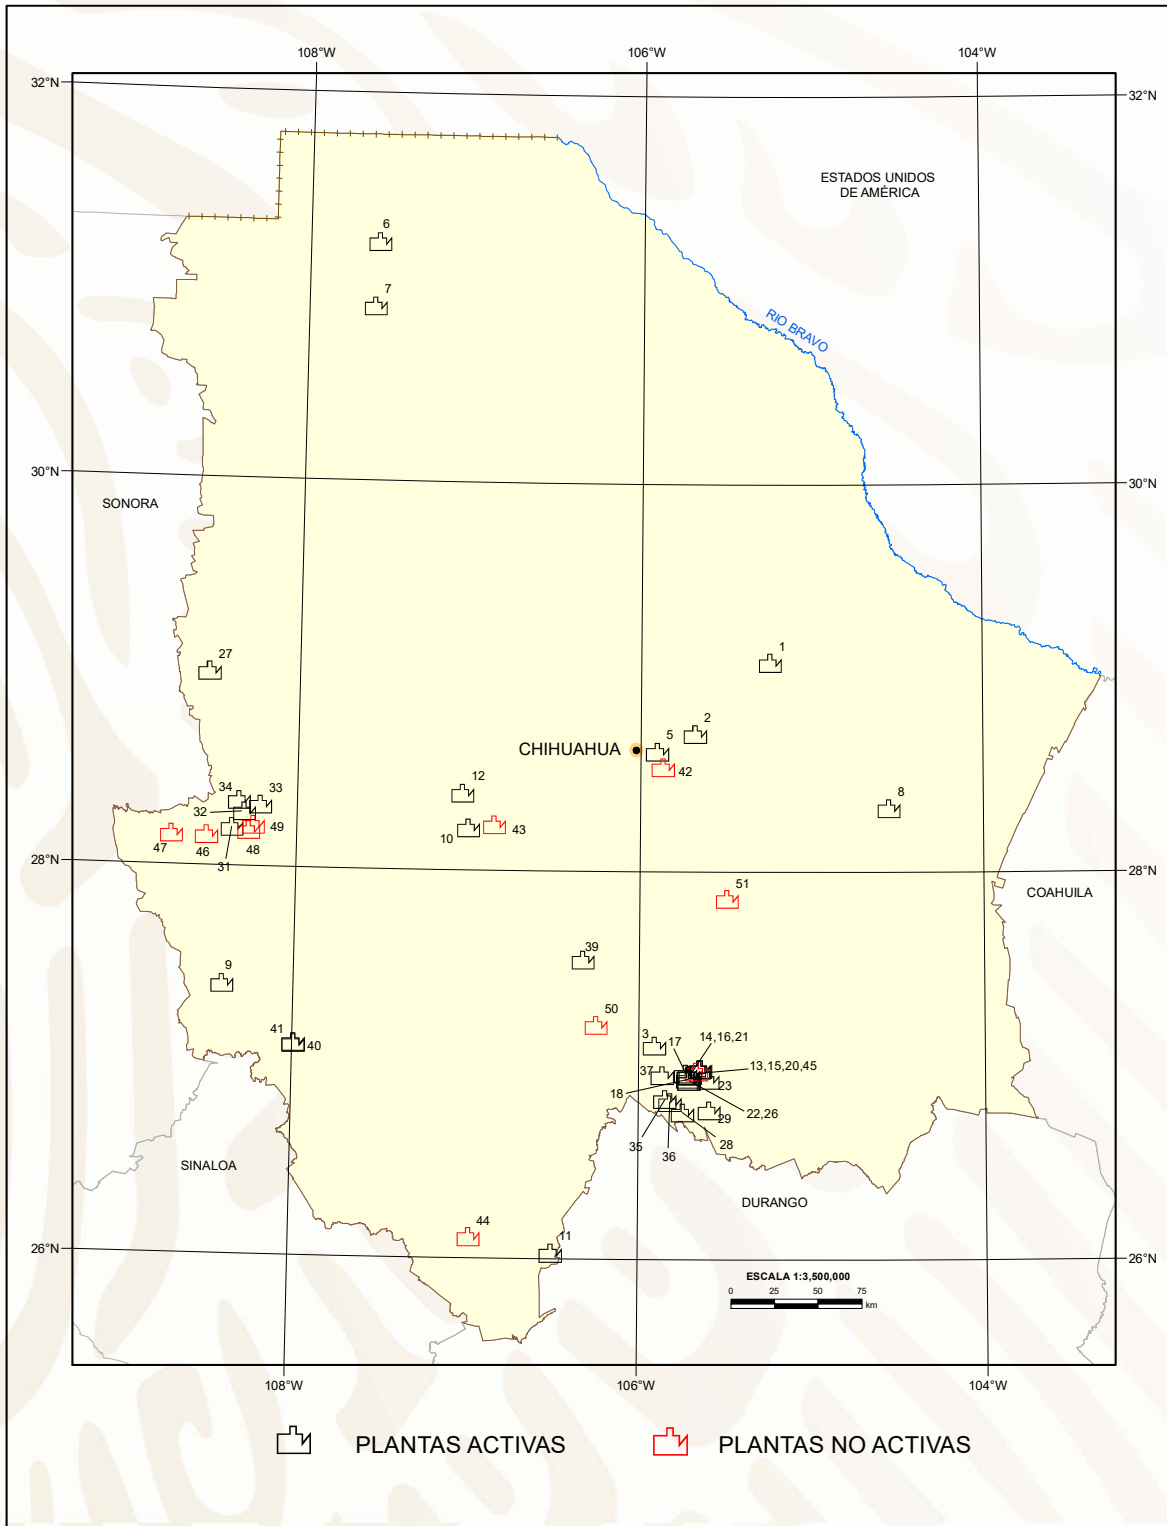 108°W
106°W
104°W
32°N
32°N
ESTADOS UNIDOS
DE AMÉRICA
6
7
RIO BRAVO
30°N
30°N
SONORA
27
1
2
5
CHIHUAHUA
42
12
8
34
33
32
49
43
10
47
46
48
31
28°N
28°N
51
COAHUILA
39
9
50
41
40
3
17
14,16,21
13,15,20,45
37
23
18
22,26
29
35
36
28
SINALOA
DURANGO
44
11
26°N
26°N
ESCALA 1:3,500,000
0 25 50 75
km
108°W
106°W
104°W
PLANTAS ACTIVAS
PLANTAS NO ACTIVAS